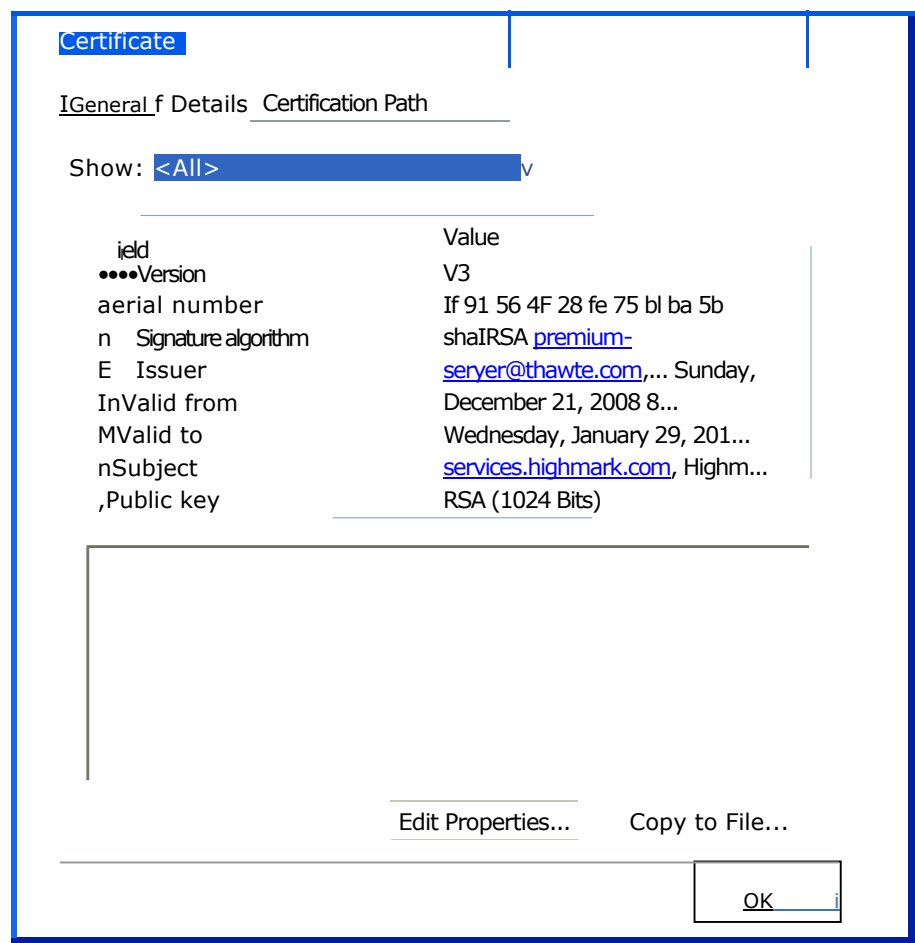 Certificate
IGeneral f Details Certification Path
Show: <All> v
ield Value
••••Version V3
aerial number If 91 56 4F 28 fe 75 bl ba 5b
n Signature algorithm shaIRSA premium-
E Issuer seryer@thawte.com,... Sunday,
InValid from December 21, 2008 8...
MValid to Wednesday, January 29, 201...
nSubject services.highmark.com, Highm...
,Public key RSA (1024 Bits)
Edit Properties... Copy to File...
OK i